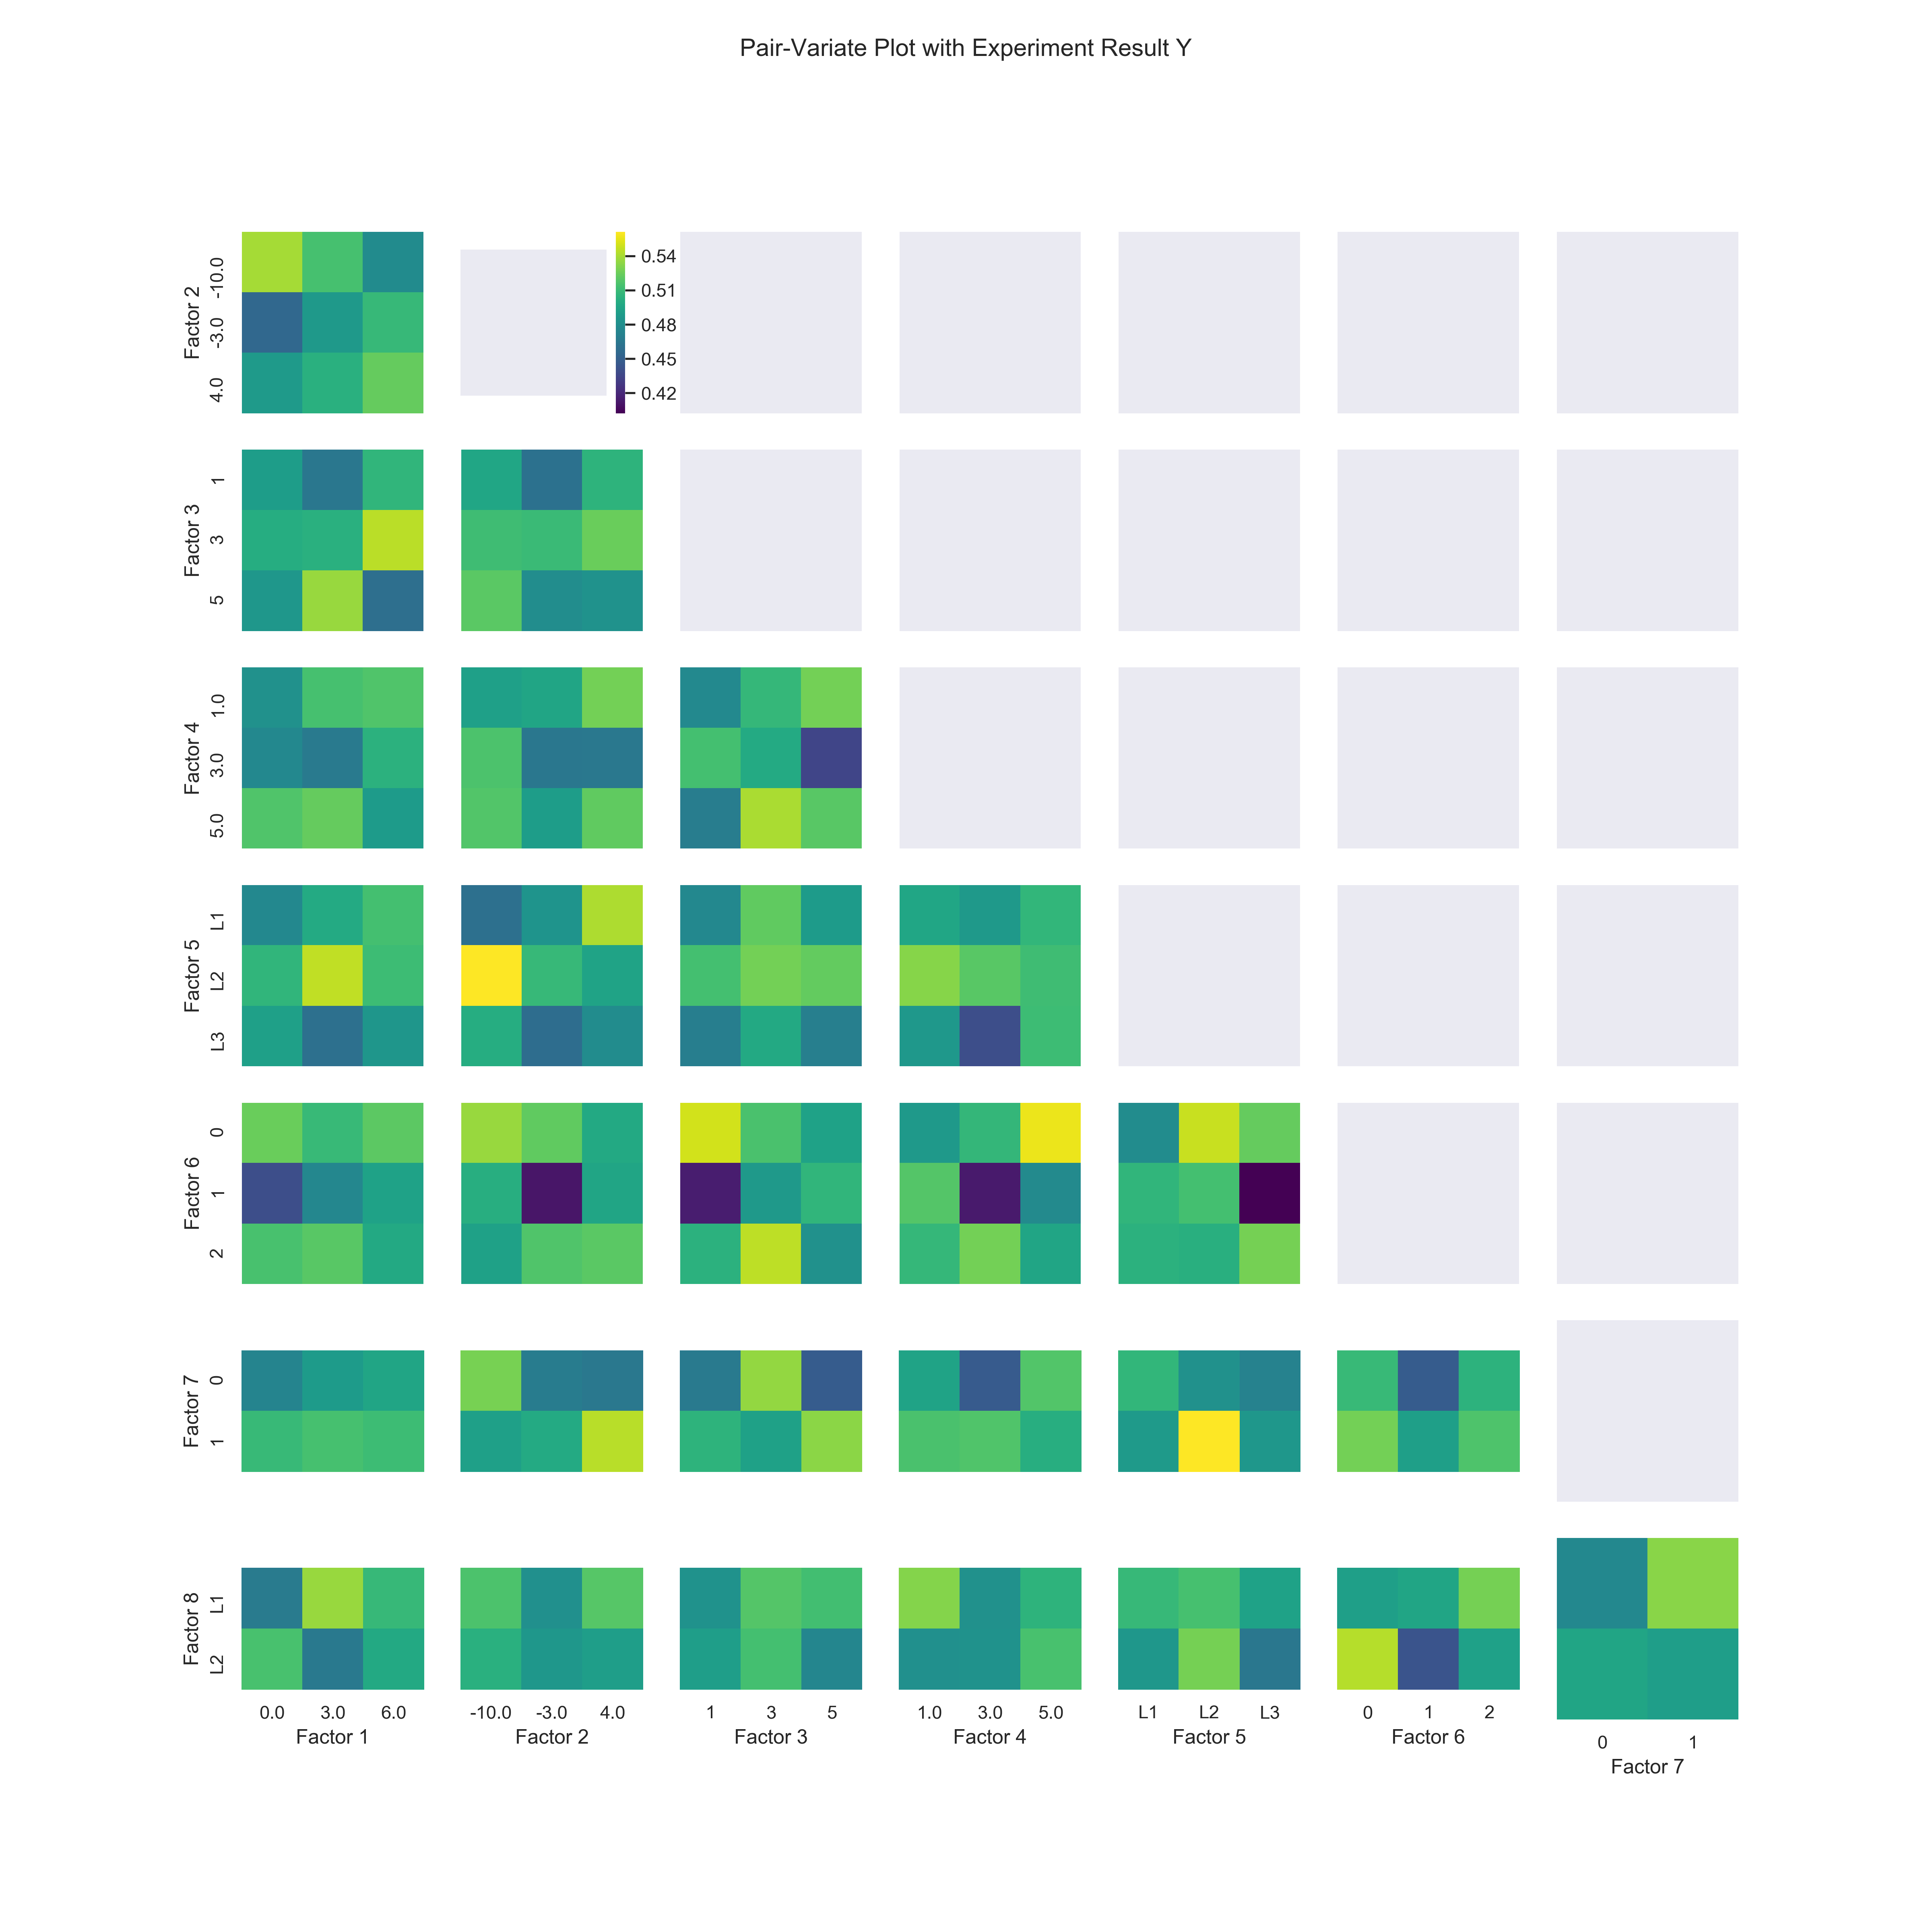 Pair-Variate Plot with Experiment Result Y
Factor 2
-10.0
-3.0
4.0
0.54
0.51
0.48
0.45
0.42
Factor 3
1
3
5
Factor 4
1.0
3.0
5.0
Factor 5
L1
L2
L3
Factor 6
0
1
2
Factor 7
0
1
Factor 8
L1
L2
0.0 3.0 6.0 -10.0 -3.0 4.0 1 3 5 1.0 3.0 5.0 L1 L2 L3 0 1 2
Factor 1 Factor 2 Factor 3 Factor 4 Factor 5 Factor 6
0 1
Factor 7